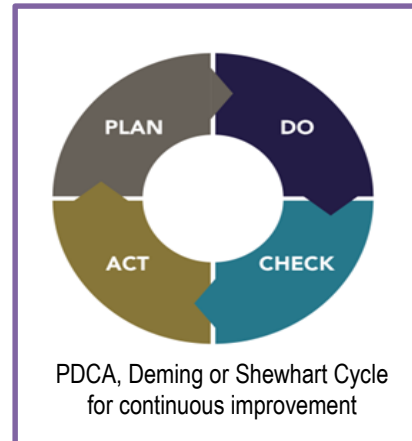 PLAN
DO
ACT
CHECK
PDCA, Deming or Shewhart Cycle
for continuous improvement